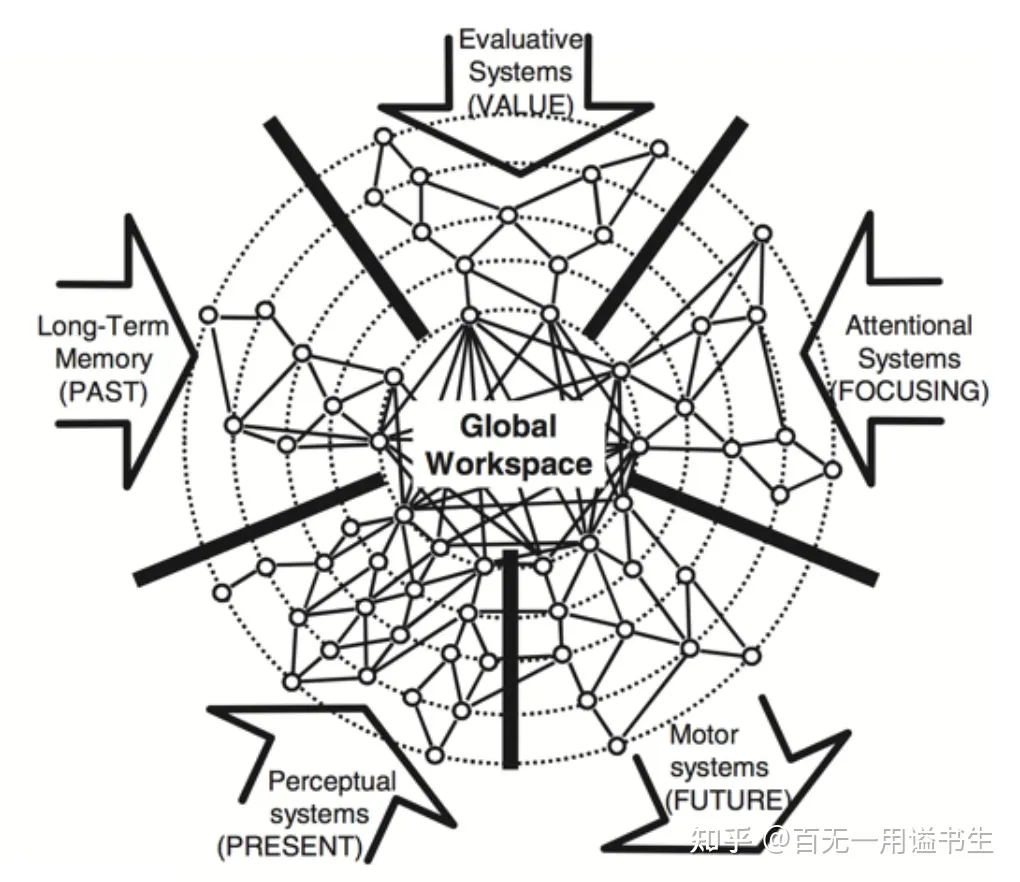 Evaluative
Systems
(VALUE)
Long-Term
Memory
(PAST)
Attentional
Systems
(FOCUSING)
Global
Workspace
Motor
systems
(FUTURE)
Perceptual
systems
(PRESENT)
知乎 @百无一用谥书生